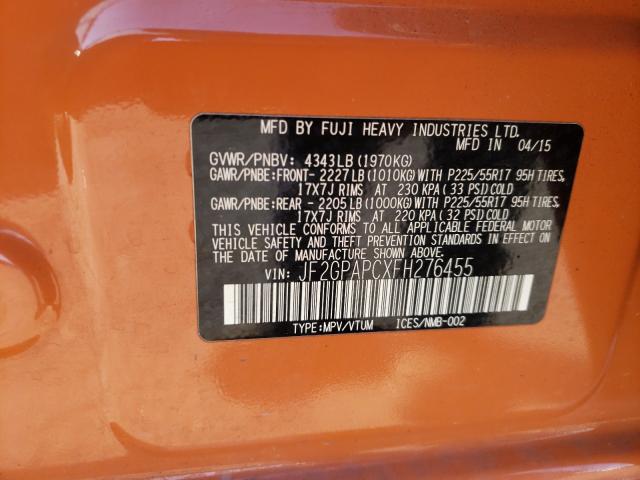 MFD BY FUJI HEAVY INDUSTRIES LTD.
MFD IN 04/15
GVWR/PNBV: 4343LB (1970KG)
GAWR/PNBE:FRONT- 2227LB (1010KG)WITH P225/55R17 95H TIRES,
17X7J RIMS AT 230 KPA (33 PSI)COLD
GAWR/PNBE:REAR - 2205LB (1000KG)WITH P225/55R17 95H TIRES,
17X7J RIMS AT 220 KPA (32 PSI)COLD
THIS VEHICLE CONFORMS TO ALL APPLICABLE FEDERAL MOTOR
VEHICLE SAFETY AND THEFT PREVENTION STANDARDS IN EFFECT ON
THE DATE OF MANUFACTURE SHOWN ABOVE.
VIN: JF2GPAPCXFH276455
TYPE:MPV/VTUM ICES/NMB-002